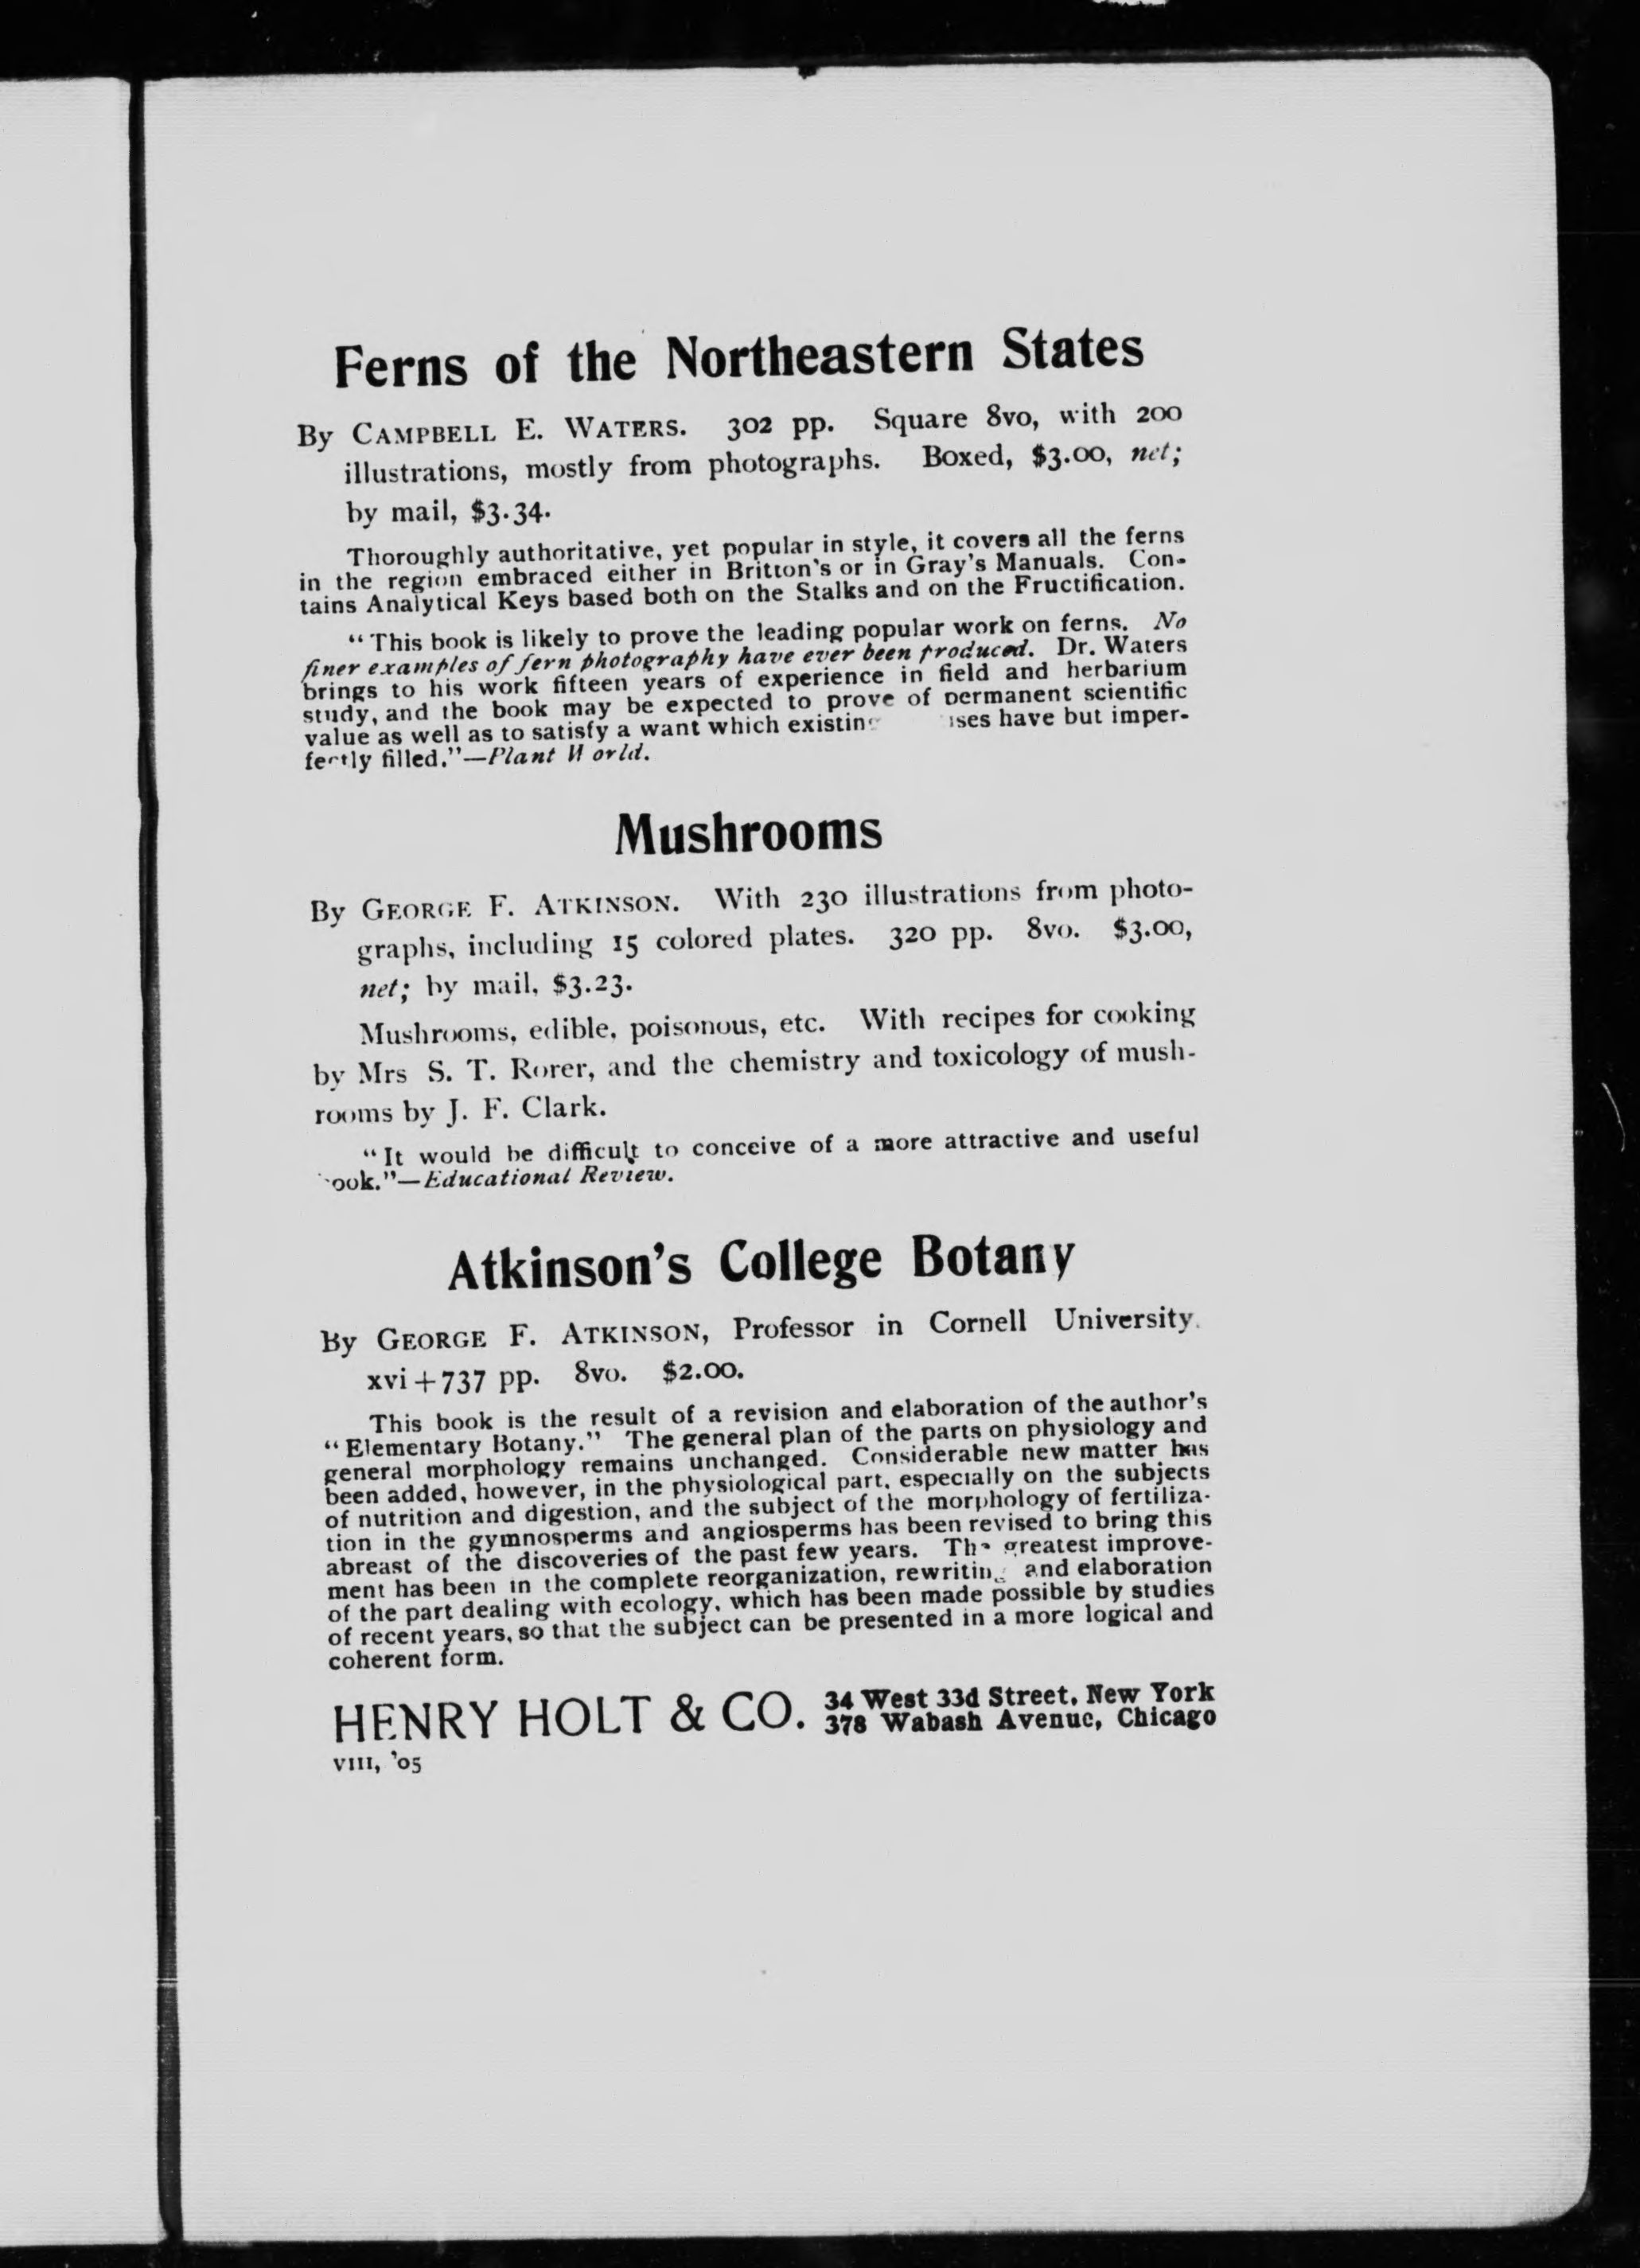 Ferns of the Northeastern States
By CAMPBELL E. WATERS. 302 pp. Square 8vo, with 200
illustrations, mostly from photographs. Boxed, $3.00, net;
by mail, $3.34.
Thoroughly authoritative, yet popular in style, it covers all the ferns
in the region embraced either in Britton's or in Gray's Manuals. Con-
tains Analytical Keys based both on the Stalks and on the Fructification.
"This book is likely to prove the leading popular work on ferns. No
finer examples of fern photography have ever been produced. Dr. Waters
brings to his work fifteen years of experience in field and herbarium
study, and the book may be expected to prove of permanent scientific
value as well as to satisfy a want which have but imper-
fectly filled."—Plant World.
Mushrooms
By GEORGE F. ATKINSON. With 230 illustrations from photo-
graphs, including 15 colored plates. 320 pp. 8vo. $3.00,
net; by mail, $3.23.
Mushrooms, edible, poisonous, etc. With recipes for cooking
by Mrs S. T. Rorer, and the chemistry and toxicology of mush-
rooms by J. F. Clark.
"It would be difficult to conceive of a more attractive and useful
book."—Educational Review.
Atkinson's College Botany
By GEORGE F. ATKINSON, Professor in Cornell University.
xvi+737 pp. 8vo. $2.00.
This book is the result of a revision and elaboration of the author's
"Elementary Botany." The general plan of the parts on physiology and
general morphology remains unchanged. Considerable new matter has
been added, however, in the physiological part, especially on the subjects
of nutrition and digestion, and the subject of the morphology of fertiliza-
tion in the gymnosperms and angiosperms has been revised to bring this
abreast of the discoveries of the past few years. The greatest improve-
ment has been in the complete reorganization, rewriting and elaboration
of the part dealing with ecology, which has been made possible by studies
of recent years, so that the subject can be presented in a more logical and
coherent form.
HENRY HOLT & CO. 34 West 33d Street, New York
378 Wabash Avenue, Chicago
VIII, '05